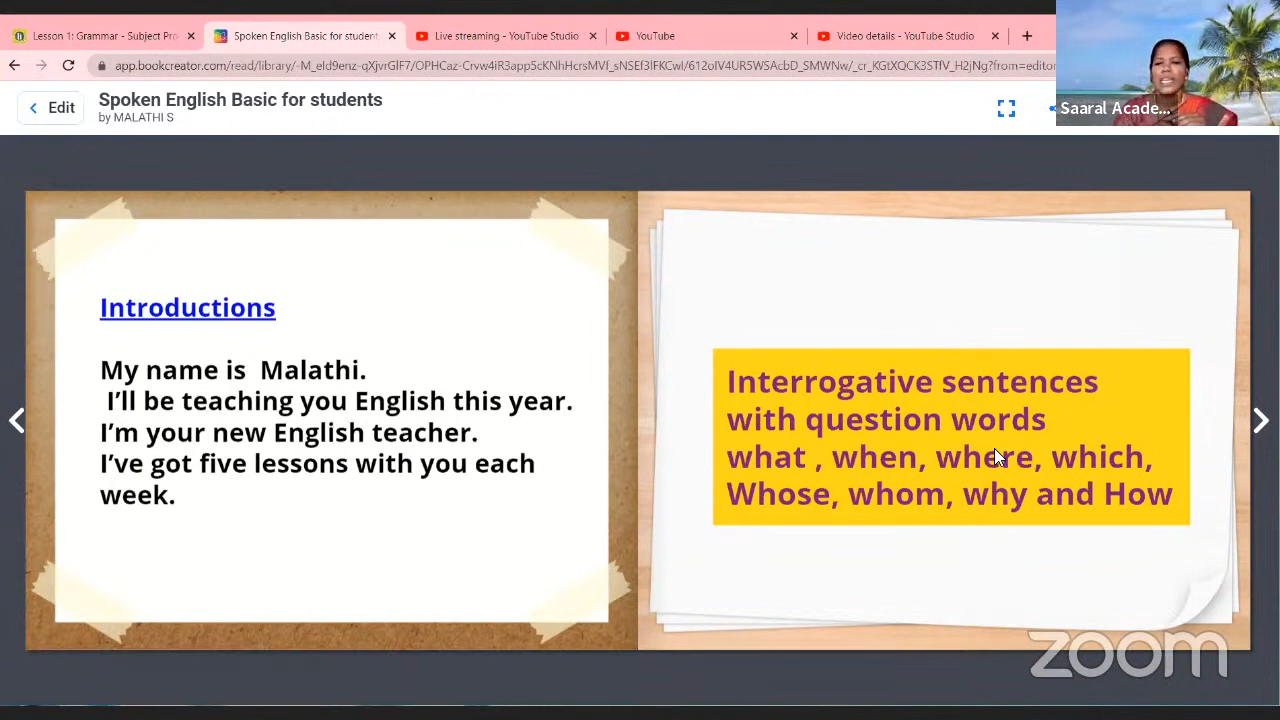 Lesson 1: Grammar - Subject Pro
Spoken English Basic for student
Live streaming - YouTube Studio
YouTube
Video details - YouTube Studio
Edit
Spoken English Basic for students
by MALATHI S
Saaral Acade...
Introductions
My name is  Malathi.
I'll be teaching you English this year.
I'm your new English teacher.
I've got five lessons with you each
week.
Interrogative sentences
with question words
what , when, where, which,
Whose, whom, why and How
zoom